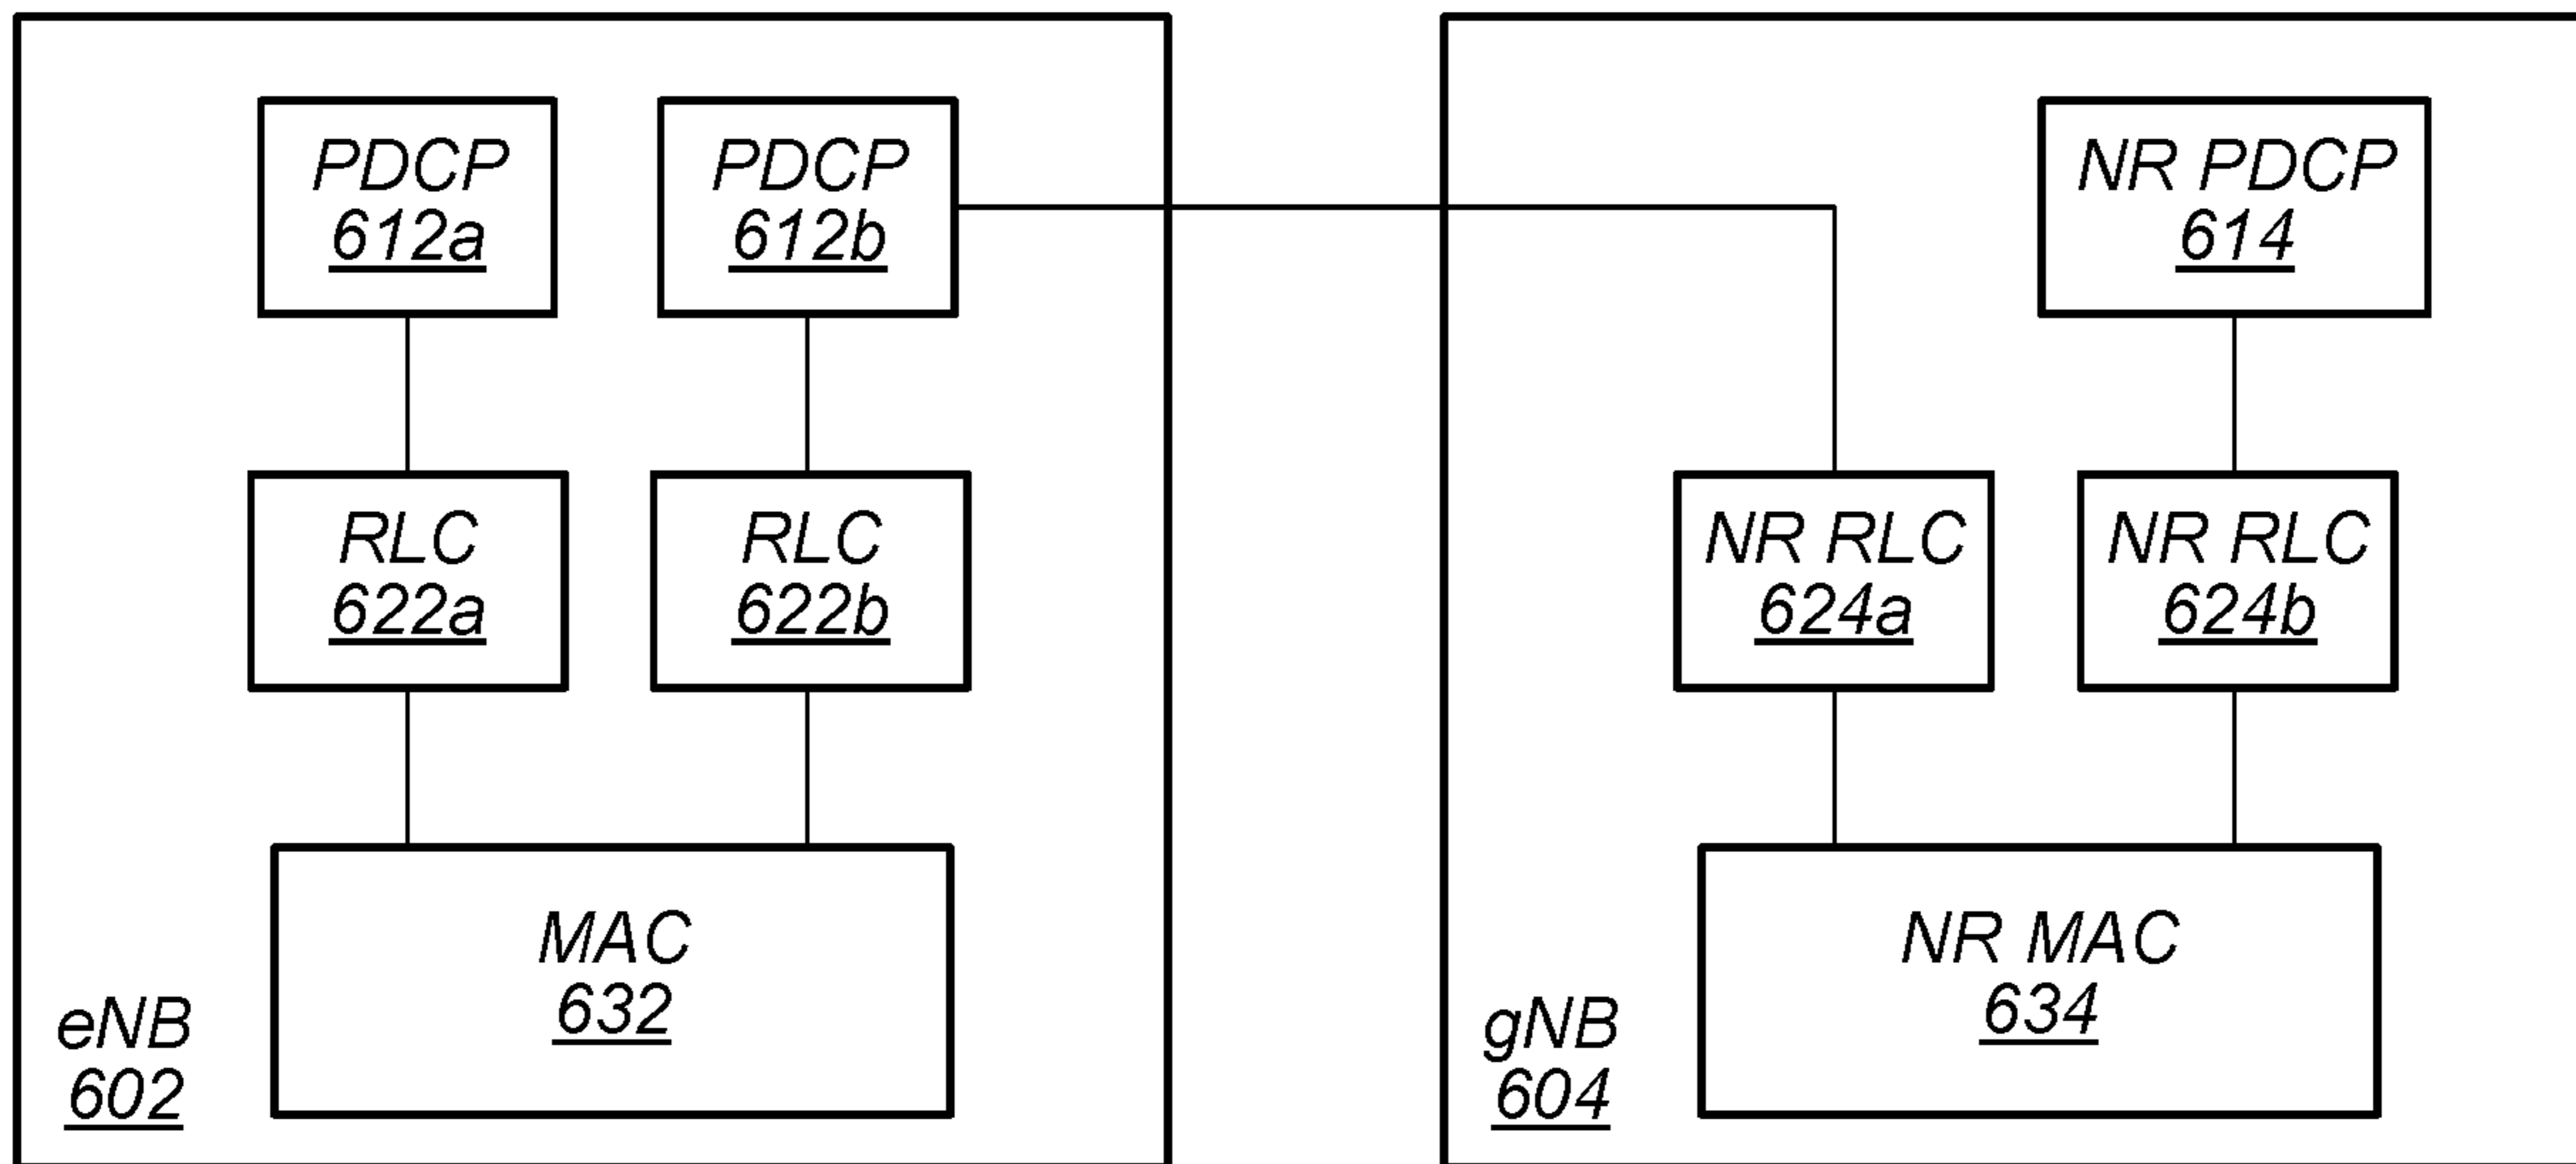 PDCP
612a
PDCP
612b
NR PDCP
614
RLC
622a
RLC
622b
NR RLC
624a
NR RLC
624b
MAC
632
NR MAC
634
eNB
602
gNB
604